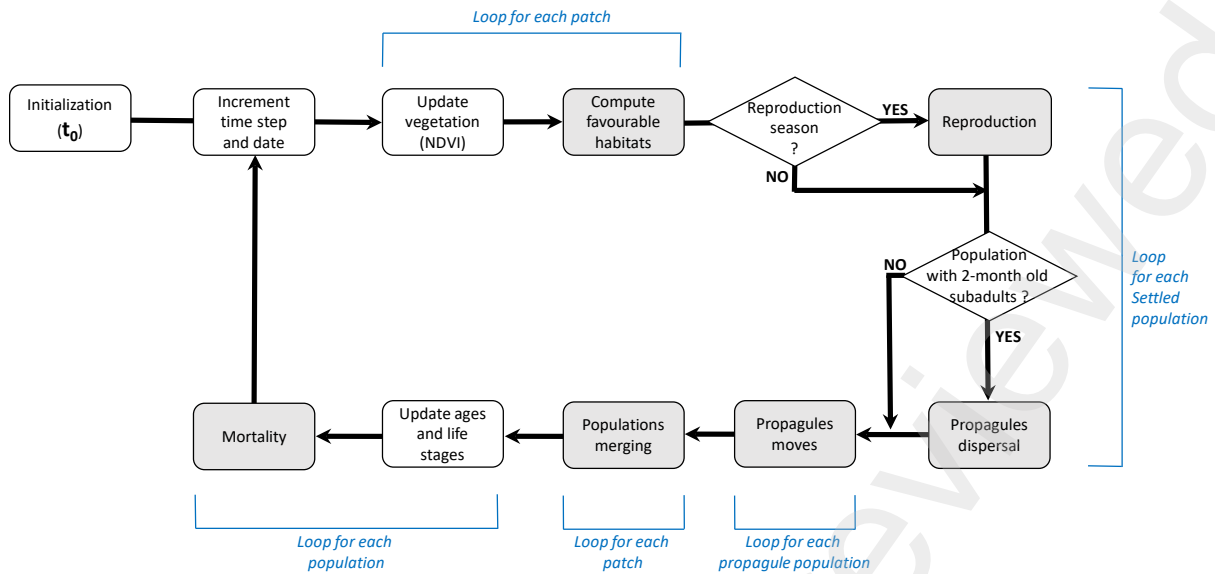 Loop for each patch
Initialization
(t0)
Increment
time step
and date
Update
vegetation
(NDVI)
Compute
favourable
habitats
Reproduction
season
?
YES
Reproduction
NO
Population
with 2-month old
subadults ?
NO
YES
Loop
for each
Settled
population
Mortality
Update ages
and life
stages
Populations
merging
Propagules
moves
Propagules
dispersal
Loop for each
population
Loop for each
patch
Loop for each
propagule population
eviewed